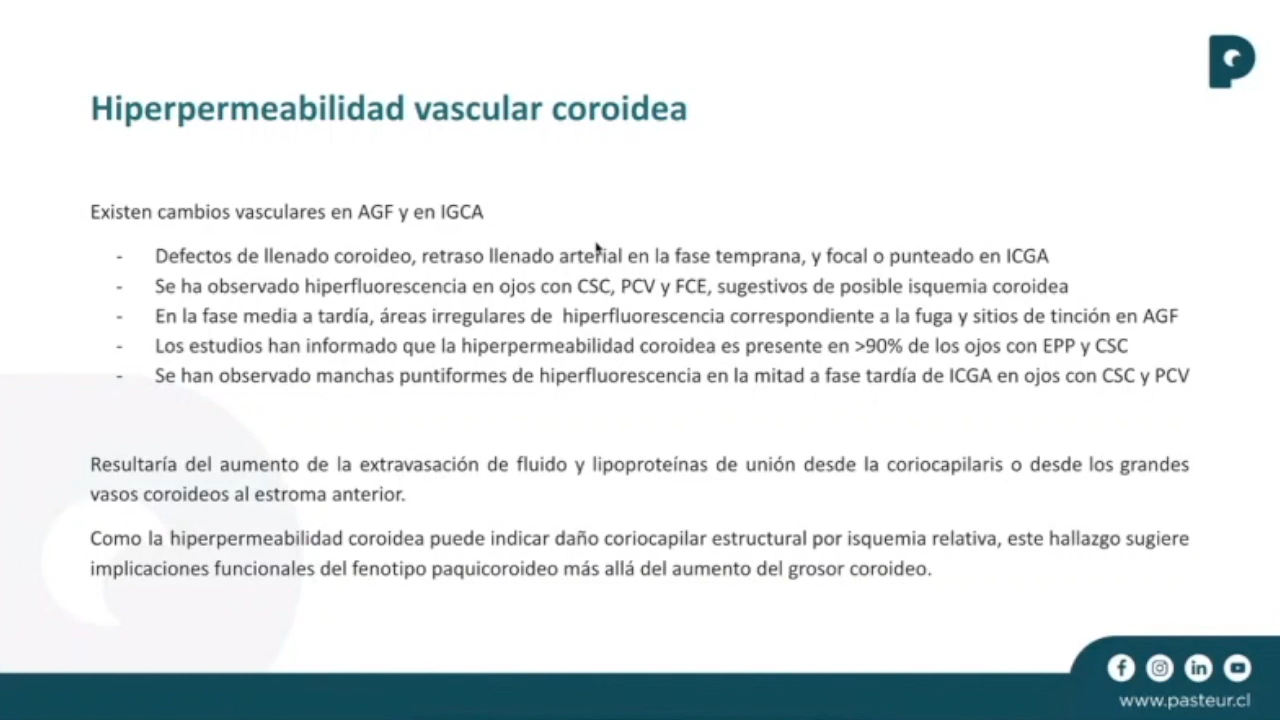 Hiperpermeabilidad vascular coroidea
Existen cambios vasculares en AGF y en IGCA
- Defectos de llenado coroideo, retraso llenado arterial en la fase temprana, y focal o punteado en ICGA
- Se ha observado hiperfluorescencia en ojos con CSC, PCV y FCE, sugestivos de posible isquemia coroidea
- En la fase media a tardía, áreas irregulares de hiperfluorescencia correspondiente a la fuga y sitios de tinción en AGF
- Los estudios han informado que la hiperpermeabilidad coroidea es presente en >90% de los ojos con EPP y CSC
- Se han observado manchas puntiformes de hiperfluorescencia en la mitad a fase tardía de ICGA en ojos con CSC y PCV
Resultaría del aumento de la extravasación de fluido y lipoproteínas de unión desde la coriocapilaris o desde los grandes
vasos coroideos al estroma anterior.
Como la hiperpermeabilidad coroidea puede indicar daño coriocapilar estructural por isquemia relativa, este hallazgo sugiere
implicaciones funcionales del fenotipo paquicoroideo más allá del aumento del grosor coroideo.
www.pasteur.cl